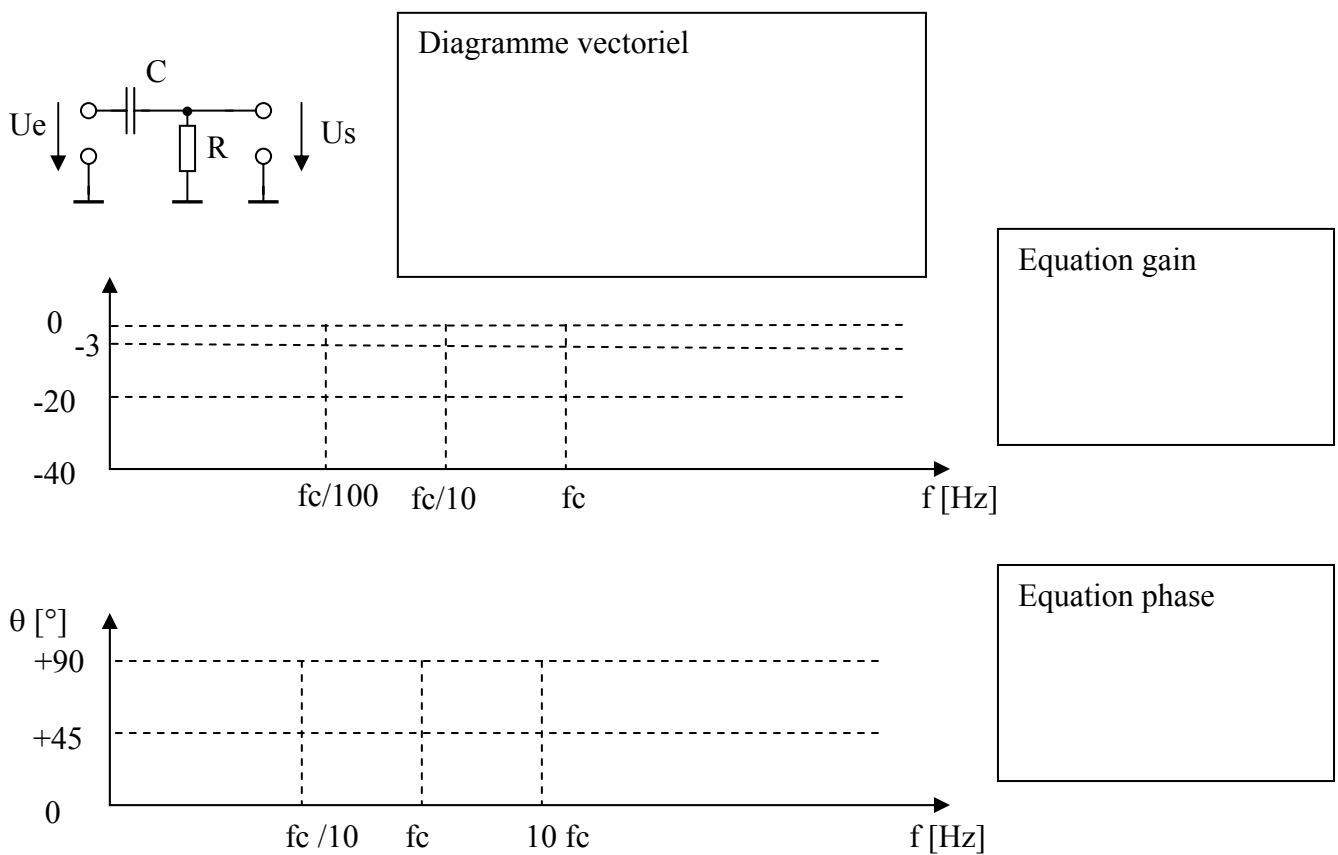 Diagramme vectoriel
C
Ue
R
Us
Equation gain
0
-3
-20
-40
fc/100 fc/10 fc f [Hz]
θ [°]
+90
+45
0
fc /10 fc 10 fc f [Hz]
Equation phase